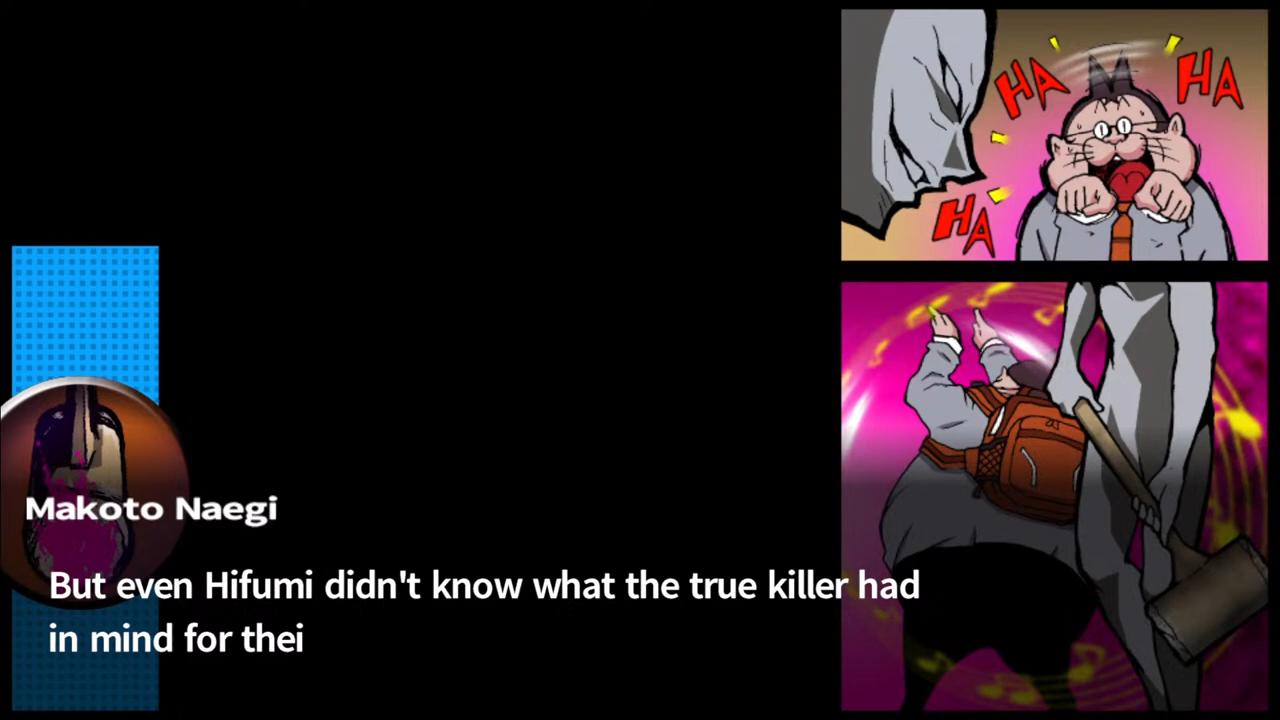 HA
HA
HA
Makoto Naegi
But even Hifumi didn't know what the true killer had
in mind for thei